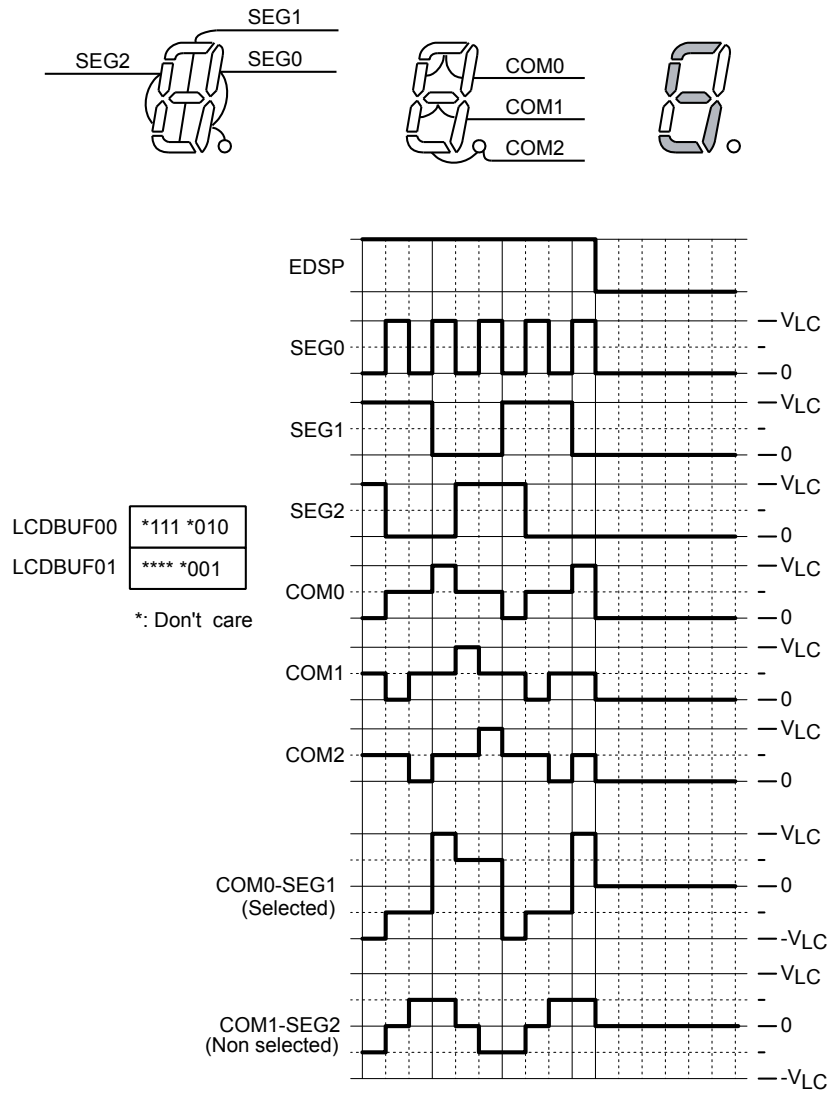 SEG1
SEG2
SEG0
COM0
COM1
COM2
EDSP
VLC
SEG0
0
VLC
SEG1
0
VLC
SEG2
0
LCDBUF00 *111 *010
LCDBUF01 **** *001
*: Don't care
VLC
COM0
0
VLC
COM1
0
VLC
COM2
0
VLC
COM0-SEG1
(Selected)
0
-VLC
VLC
COM1-SEG2
(Non selected)
0
-VLC